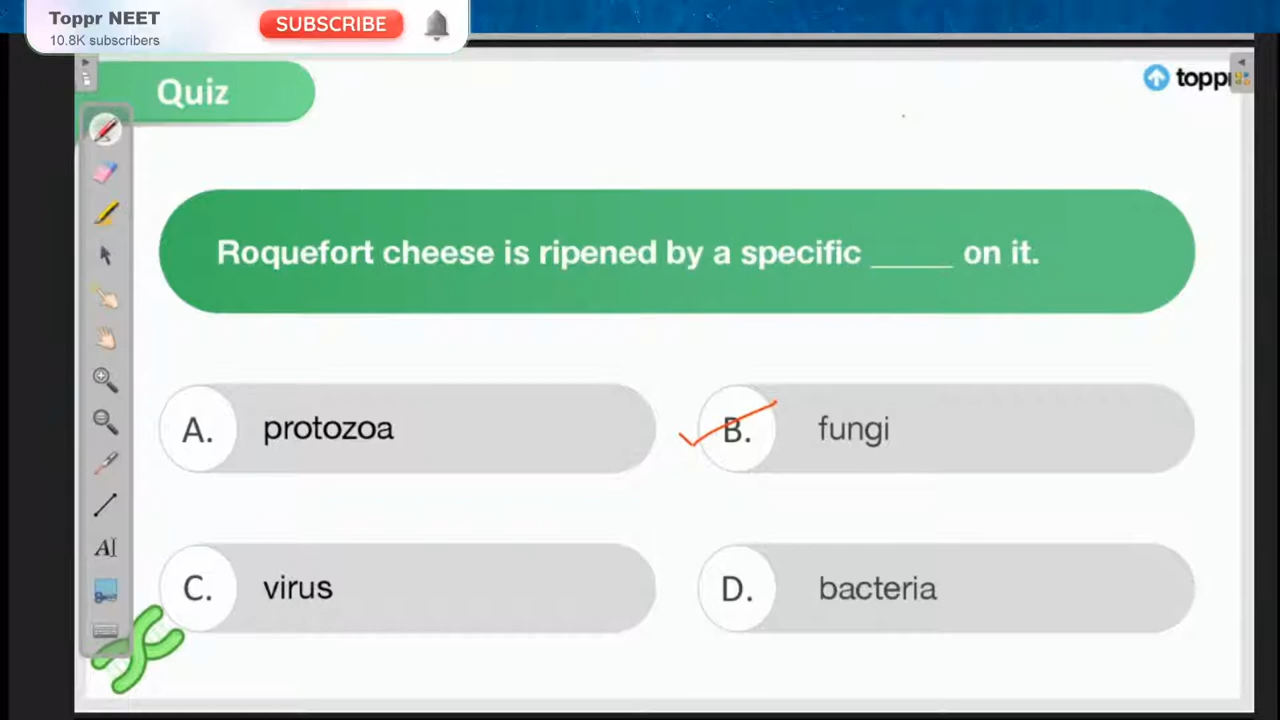 Toppr NEET
10.8K subscribers
SUBSCRIBE
Quiz
toppr
Roquefort cheese is ripened by a specific _____ on it.
A. protozoa
B. fungi
C. virus
D. bacteria
AI